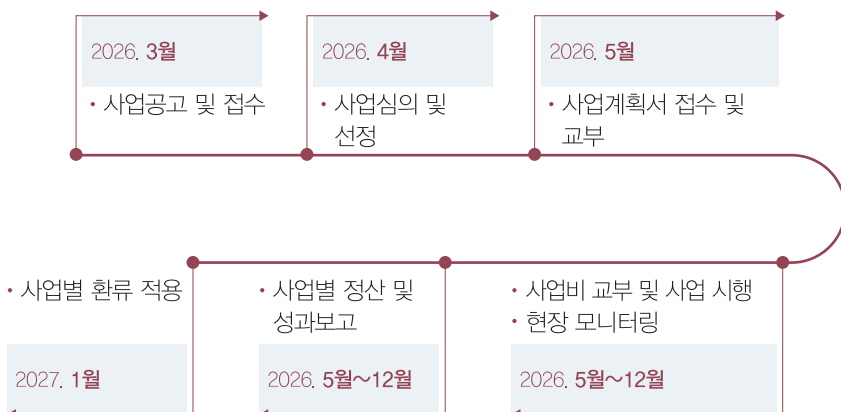 2026. 3월
• 사업공고 및 접수
2026. 4월
• 사업심의 및
선정
2026. 5월
• 사업계획서 접수 및
교부
• 사업비 교부 및 사업 시행
• 현장 모니터링
2026. 5월~12월
• 사업별 정산 및
성과보고
2026. 5월~12월
• 사업별 환류 적용
2027. 1월